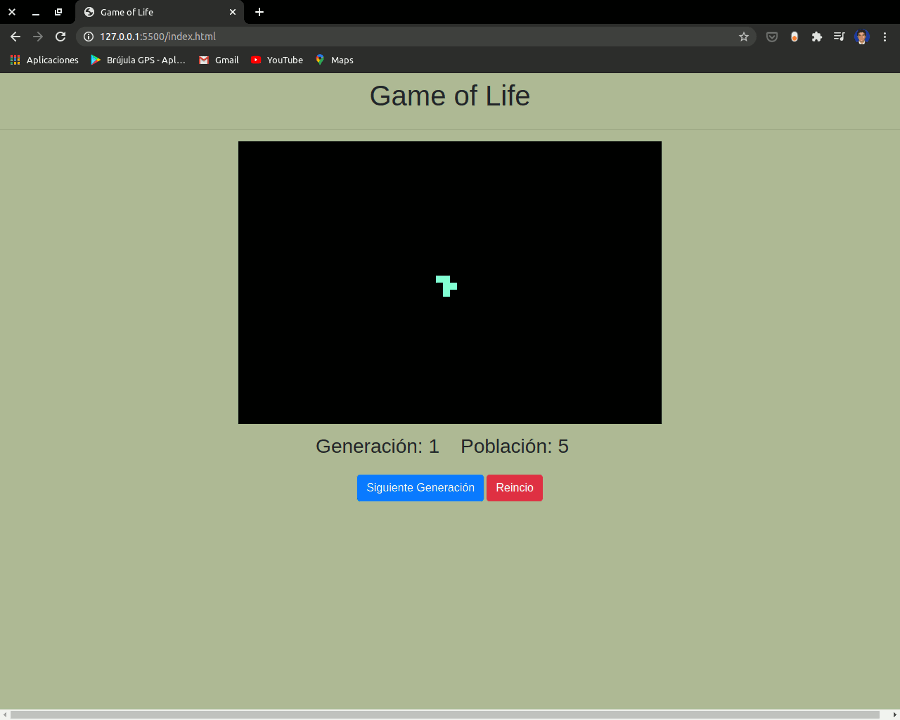 Game of Life
127.0.0.1:5500/index.html
Aplicaciones Brújula GPS - Apl... Gmail YouTube Maps
Game of Life
Generación: 1 Población: 5
Siguiente Generación Reincio